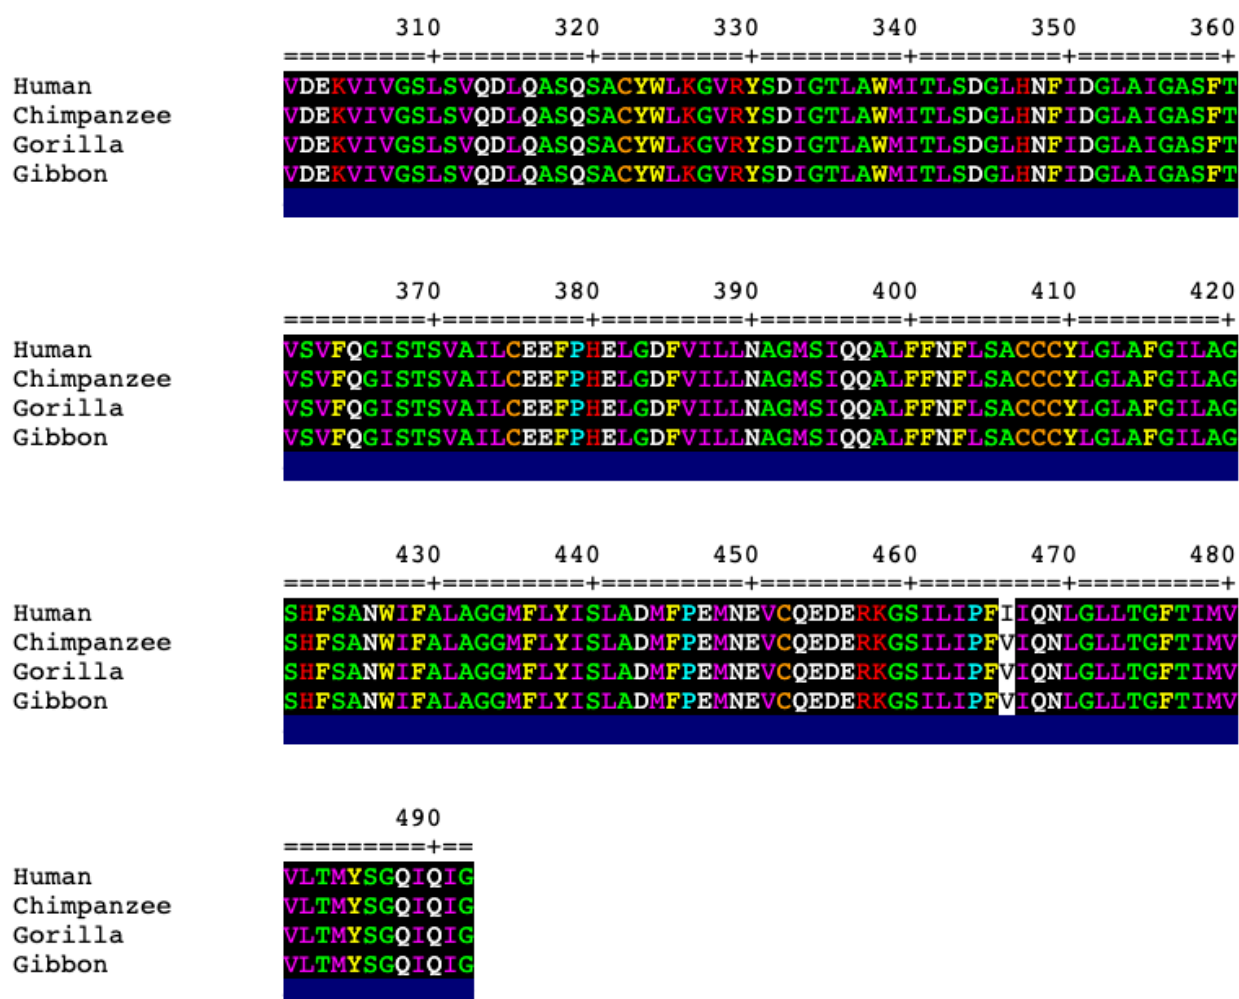 310 320 330 340 350 360
=========+=========+=========+=========+=========+=========+
Human VDEKVIVGSLSVQDLQASQSACYWLKGVRYSDIGTLAWMITLSDGLHNFIDGLAIGASFT
Chimpanzee VDEKVIVGSLSVQDLQASQSACYWLKGVRYSDIGTLAWMITLSDGLHNFIDGLAIGASFT
Gorilla VDEKVIVGSLSVQDLQASQSACYWLKGVRYSDIGTLAWMITLSDGLHNFIDGLAIGASFT
Gibbon VDEKVIVGSLSVQDLQASQSACYWLKGVRYSDIGTLAWMITLSDGLHNFIDGLAIGASFT
370 380 390 400 410 420
=========+=========+=========+=========+=========+=========+
Human VSVFQGISTSVAILCEEFPHELGDFVILLNAGMSIQQALFFNFLSACCCYLGLAFGILAG
Chimpanzee VSVFQGISTSVAILCEEFPHELGDFVILLNAGMSIQQALFFNFLSACCCYLGLAFGILAG
Gorilla VSVFQGISTSVAILCEEFPHELGDFVILLNAGMSIQQALFFNFLSACCCYLGLAFGILAG
Gibbon VSVFQGISTSVAILCEEFPHELGDFVILLNAGMSIQQALFFNFLSACCCYLGLAFGILAG
430 440 450 460 470 480
=========+=========+=========+=========+=========+=========+
Human SHFSANWIFALAGGMFLYISLADMFPEMNEVCQEDERKGSILIPFIIQNLGLLTGFTIMV
Chimpanzee SHFSANWIFALAGGMFLYISLADMFPEMNEVCQEDERKGSILIPFVIQNLGLLTGFTIMV
Gorilla SHFSANWIFALAGGMFLYISLADMFPEMNEVCQEDERKGSILIPFVIQNLGLLTGFTIMV
Gibbon SHFSANWIFALAGGMFLYISLADMFPEMNEVCQEDERKGSILIPFVIQNLGLLTGFTIMV
490
=========+==
Human VLTMYSGQIQIG
Chimpanzee VLTMYSGQIQIG
Gorilla VLTMYSGQIQIG
Gibbon VLTMYSGQIQIG